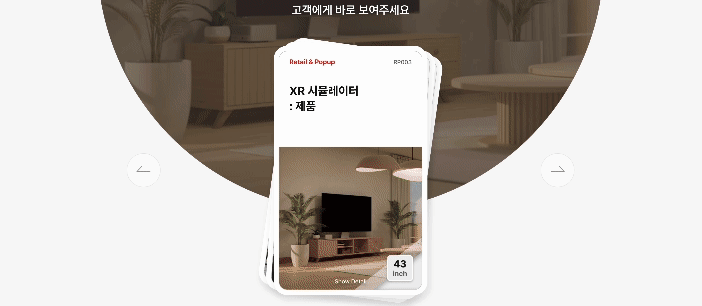 고객에게 바로 보여주세요
Retail & Popup
RP003
XR 시뮬레이터
: 제품
43
inch
Show Detail